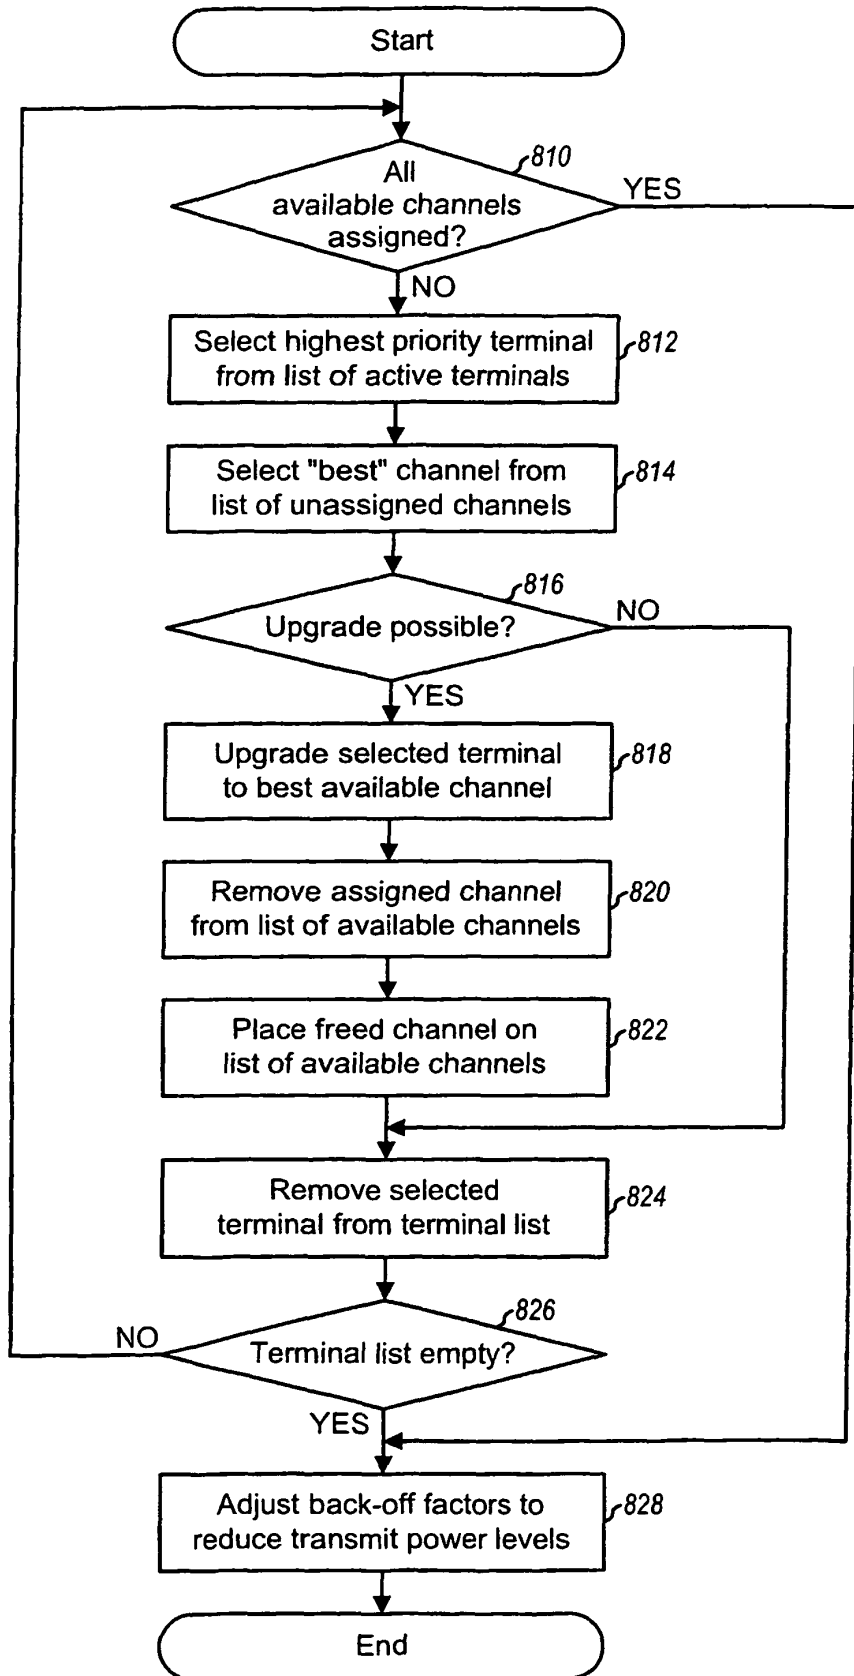 Start
810
All
available channels
assigned?
YES
NO
Select highest priority terminal
from list of active terminals
812
Select "best" channel from
list of unassigned channels
814
816
Upgrade possible?
NO
YES
Upgrade selected terminal
to best available channel
818
Remove assigned channel
from list of available channels
820
Place freed channel on
list of available channels
822
Remove selected
terminal from terminal list
824
826
NO
Terminal list empty?
YES
Adjust back-off factors to
reduce transmit power levels
828
End